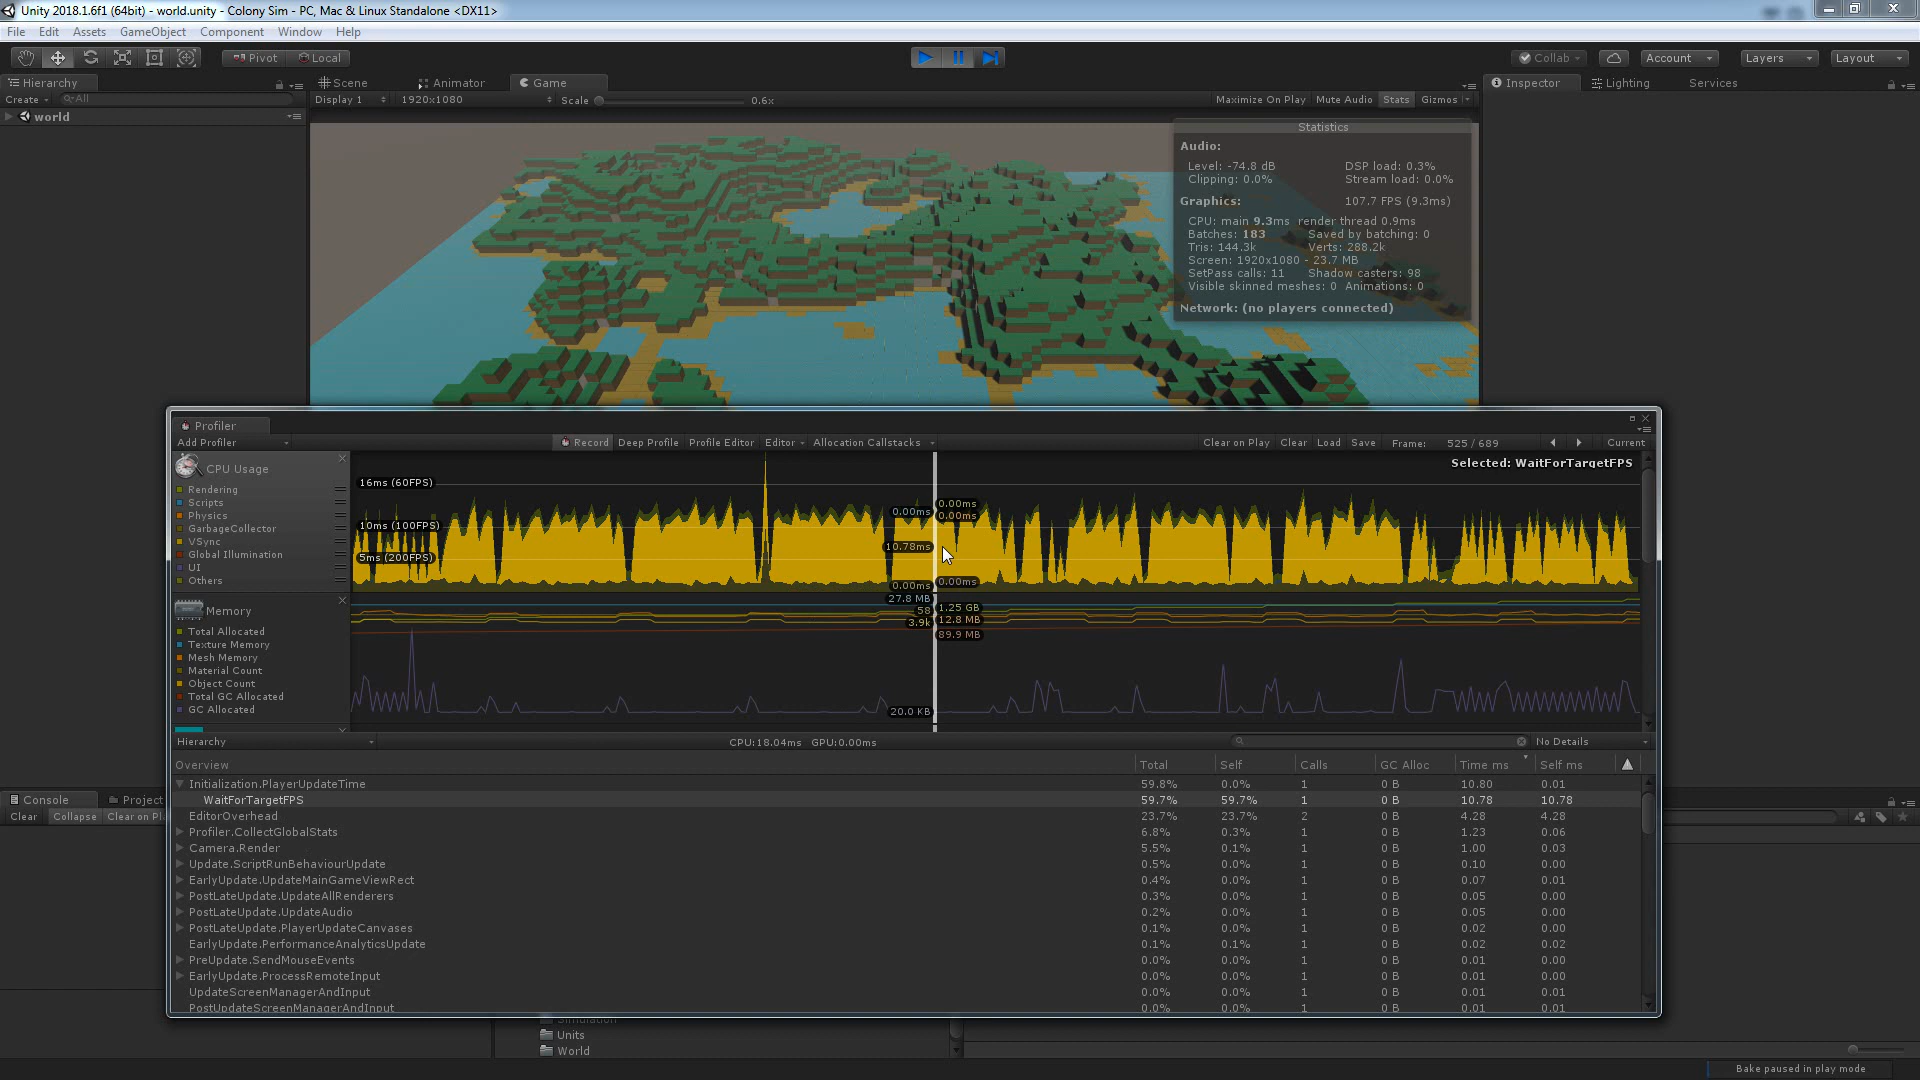 Unity 2018.1.6f1 (64bit) - world.unity - Colony Sim - PC, Mac & Linux Standalone <DX11>
File Edit Assets GameObject Component Window Help
Pivot Local Collab Account Layers Layout
Hierarchy Scene Animator Game Inspector Lighting Services
Create All Display 1 1920x1080 Scale 0.6x Maximize On Play Mute Audio Stats Gizmos
world
Statistics
Audio:
Level: -74.8 dB DSP load: 0.3%
Clipping: 0.0% Stream load: 0.0%
Graphics: 107.7 FPS (9.3ms)
CPU: main 9.3ms render thread 0.9ms
Batches: 183 Saved by batching: 0
Tris: 144.3k Verts: 288.2k
Screen: 1920x1080 - 23.7 MB
SetPass calls: 11 Shadow casters: 98
Visible skinned meshes: 0 Animations: 0
Network: (no players connected)
Profiler
Add Profiler Record Deep Profile Profile Editor Editor Allocation Callstacks Clear on Play Clear Load Save Frame: 525 / 689 Current
CPU Usage
Selected: WaitForTargetFPS
Rendering
Scripts
Physics
GarbageCollector
VSync
Global Illumination
UI
Others
16ms (60FPS)
10ms (100FPS)
5ms (200FPS)
0.00ms
0.00ms
0.00ms
10.78ms
0.00ms
0.00ms
Memory
Total Allocated
Texture Memory
Mesh Memory
Material Count
Object Count
Total GC Allocated
GC Allocated
27.8 MB
1.25 GB
58
12.8 MB
3.9k
89.9 MB
20.0 KB
Hierarchy CPU:18.04ms GPU:0.00ms No Details
Overview Total Self Calls GC Alloc Time ms Self ms
Initialization.PlayerUpdateTime 59.8% 0.0% 1 0 B 10.80 0.01
WaitForTargetFPS 59.7% 59.7% 1 0 B 10.78 10.78
EditorOverhead 23.7% 23.7% 2 0 B 4.28 4.28
Profiler.CollectGlobalStats 6.8% 0.3% 1 0 B 1.23 0.06
Camera.Render 5.5% 0.1% 1 0 B 1.00 0.03
Update.ScriptRunBehaviourUpdate 0.5% 0.0% 1 0 B 0.10 0.00
EarlyUpdate.UpdateMainGameViewRect 0.4% 0.0% 1 0 B 0.07 0.01
PostLateUpdate.UpdateAllRenderers 0.3% 0.0% 1 0 B 0.05 0.00
PostLateUpdate.UpdateAudio 0.2% 0.0% 1 0 B 0.05 0.00
PostLateUpdate.PlayerUpdateCanvases 0.1% 0.0% 1 0 B 0.02 0.00
EarlyUpdate.PerformanceAnalyticsUpdate 0.1% 0.1% 1 0 B 0.02 0.02
PreUpdate.SendMouseEvents 0.0% 0.0% 1 0 B 0.01 0.00
EarlyUpdate.ProcessRemoteInput 0.0% 0.0% 1 0 B 0.01 0.00
UpdateScreenManagerAndInput 0.0% 0.0% 1 0 B 0.01 0.01
PostUpdateScreenManagerAndInput 0.0% 0.0% 1 0 B 0.01 0.01
Console Project
Clear Collapse Clear on Pla
Simulation
Units
World
Bake paused in play mode